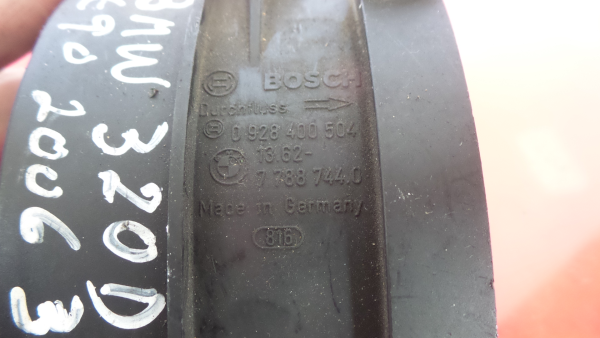 BMW 320D
E90 2006 3
BOSCH
Durchfluss
0 928 400 504
13.62-
7 788 744.0
Made in Germany
816